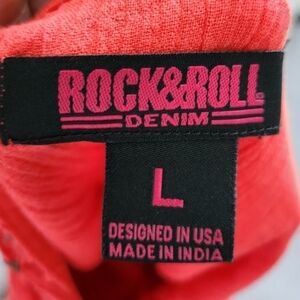 ROCK&ROLL
DENIM
L
DESIGNED IN USA
MADE IN INDIA